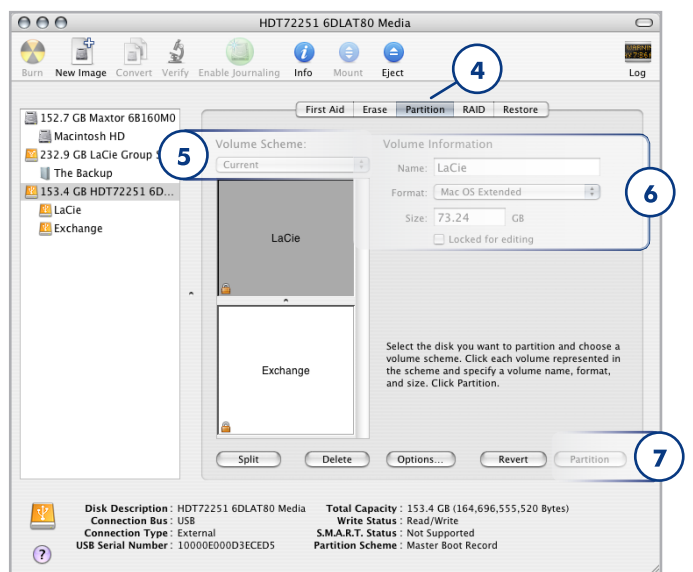 HDT72251 6DLAT80 Media
Burn New Image Convert Verify Enable Journaling Info Mount Eject Log
4
First Aid Erase Partition RAID Restore
152.7 GB Maxtor 6B160M0
Macintosh HD
232.9 GB LaCie Group
The Backup
153.4 GB HDT72251 6D...
LaCie
Exchange
5
Volume Scheme:
Current
Volume Information
Name: LaCie
Format: Mac OS Extended
Size: 73.24 GB
Locked for editing
6
LaCie
Exchange
Select the disk you want to partition and choose a
volume scheme. Click each volume represented in
the scheme and specify a volume name, format,
and size. Click Partition.
Split Delete Options... Revert Partition
7
Disk Description : HDT72251 6DLAT80 Media
Connection Bus : USB
Connection Type : External
USB Serial Number : 10000E000D3ECED5
Total Capacity : 153.4 GB (164,696,555,520 Bytes)
Write Status : Read/Write
S.M.A.R.T. Status : Not Supported
Partition Scheme : Master Boot Record
?